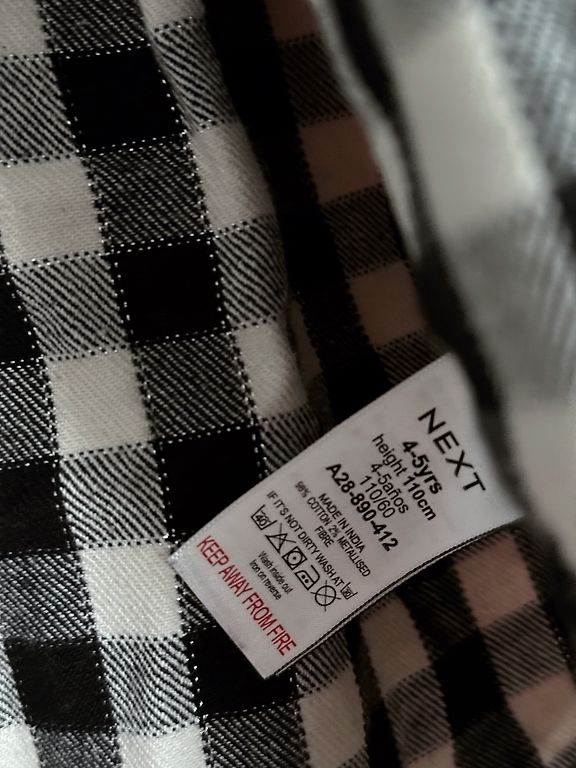 NEXT
4-5yrs
height 110cm
4-5años
110/60
A28-890-412
MADE IN INDIA
98% COTTON 2% METALLISED
FIBRE
IF IT'S NOT DIRTY WASH AT 30
40
Wash inside out
Iron on reverse
KEEP AWAY FROM FIRE